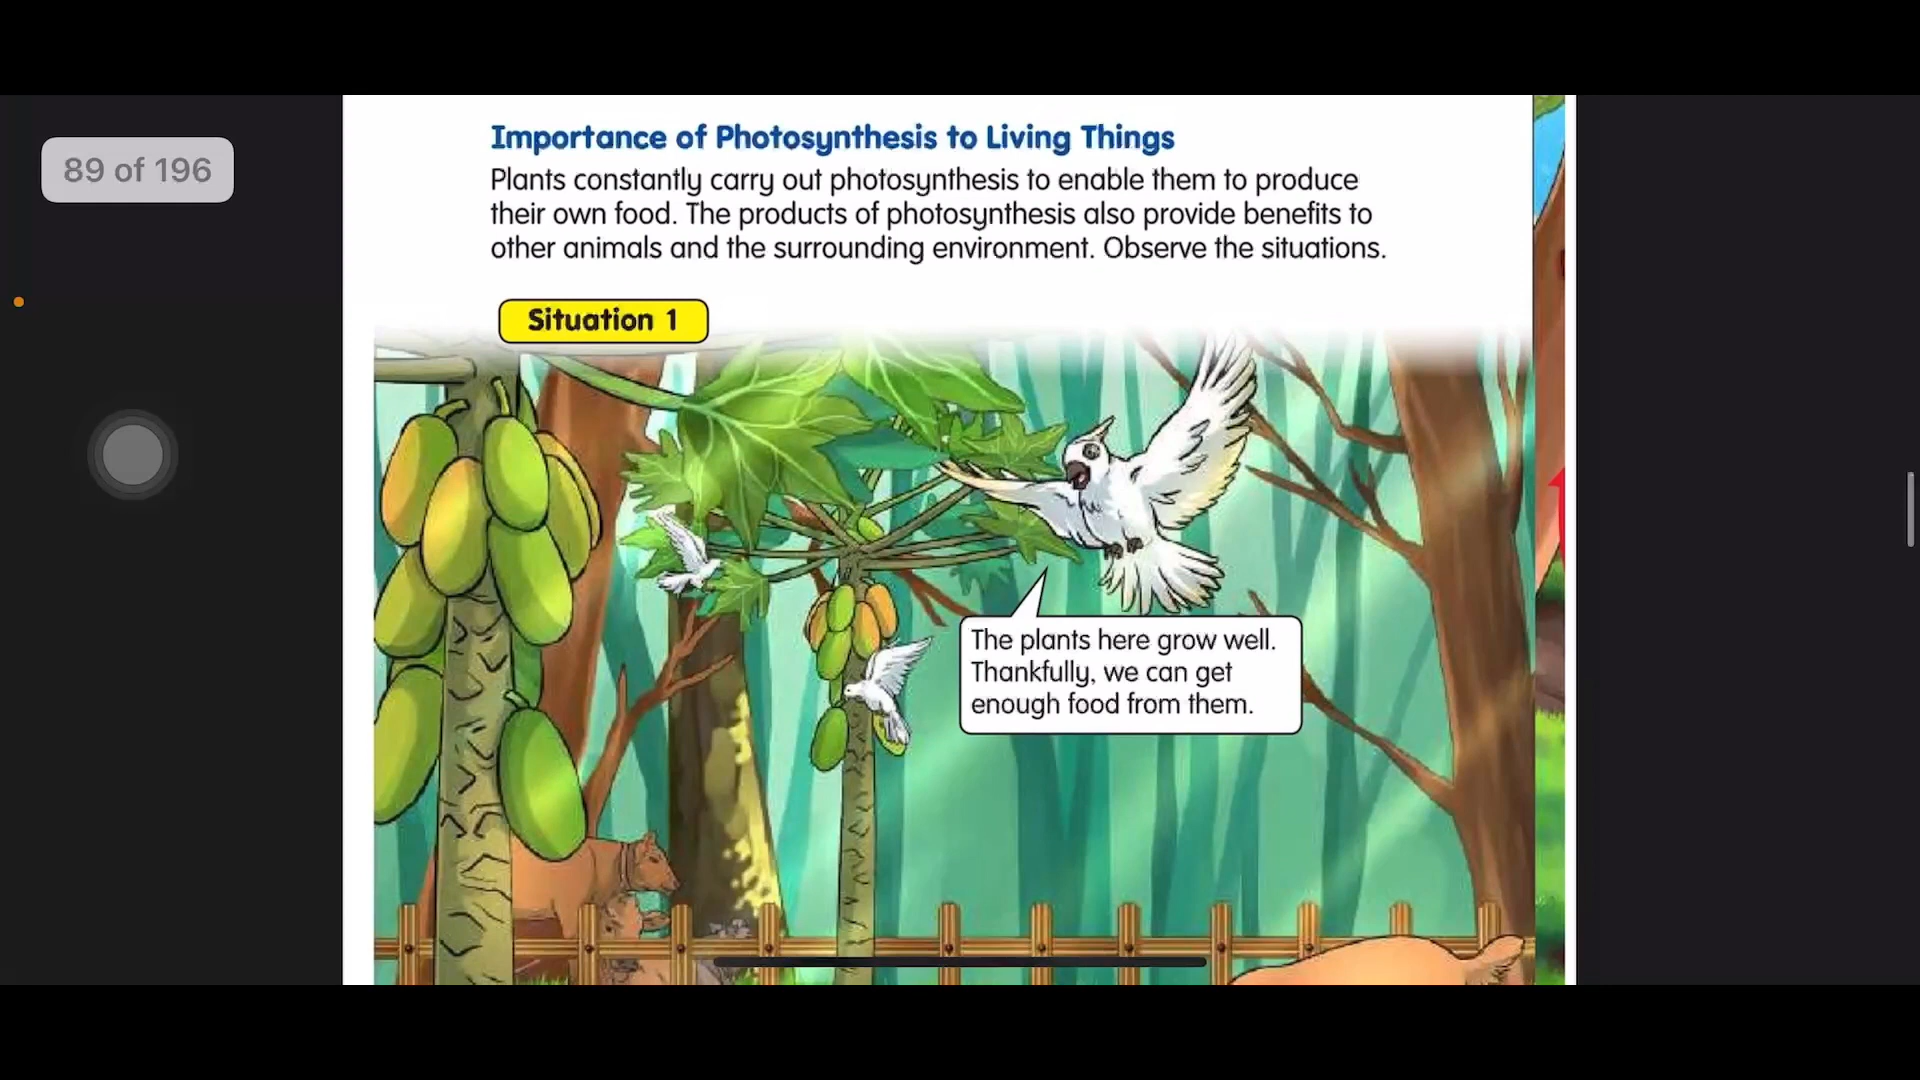 89 of 196
Importance of Photosynthesis to Living Things
Plants constantly carry out photosynthesis to enable them to produce
their own food. The products of photosynthesis also provide benefits to
other animals and the surrounding environment. Observe the situations.
Situation 1
The plants here grow well.
Thankfully, we can get
enough food from them.